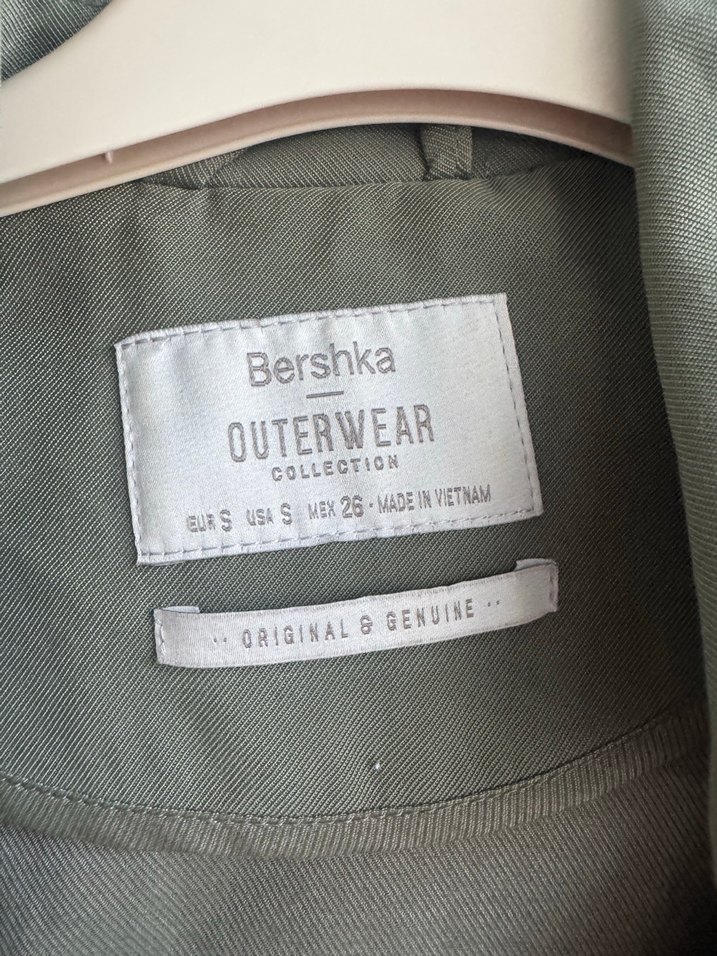 Bershka
OUTERWEAR
COLLECTION
EUR S USA S MEX 26 · MADE IN VIETNAM
·· ORIGINAL & GENUINE ··